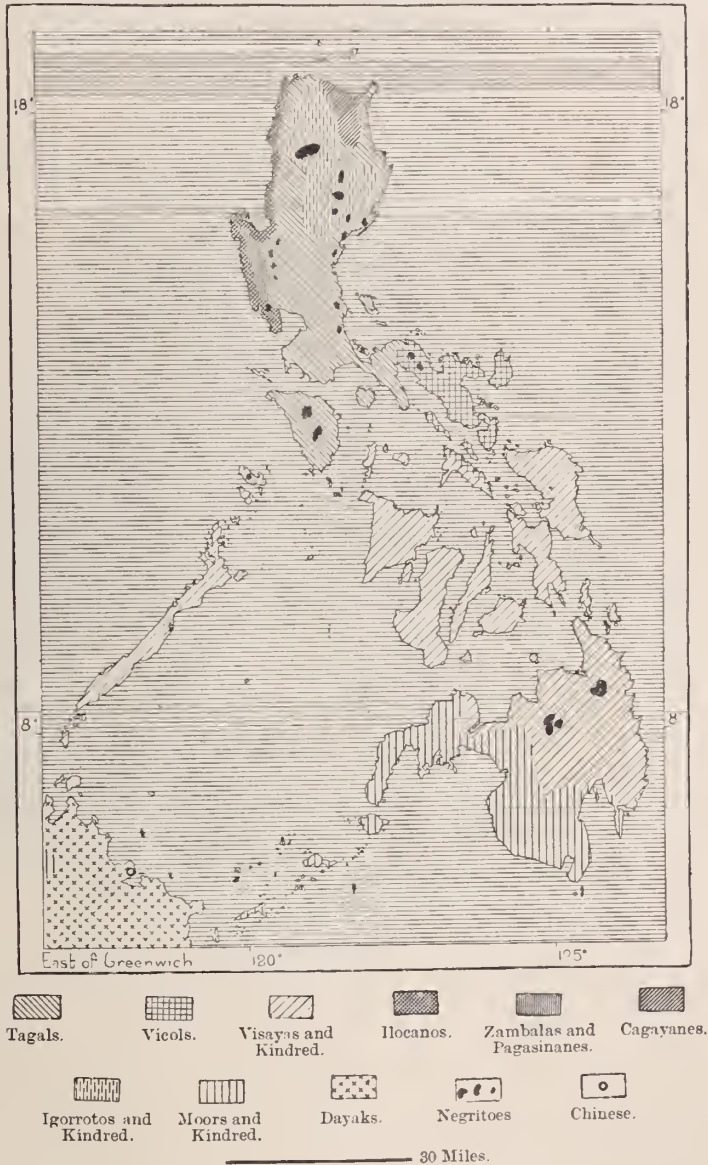 18°
18°
8°
8°
East of Greenwich
120°
125°
Tagals.
Vicols.
Visayas and
Kindred.
Ilocanos.
Zambalas and
Pagasinanes.
Cagayanes.
Igorrotos and
Kindred.
Moors and
Kindred.
Dayaks.
Negritoes
Chinese.
30 Miles.